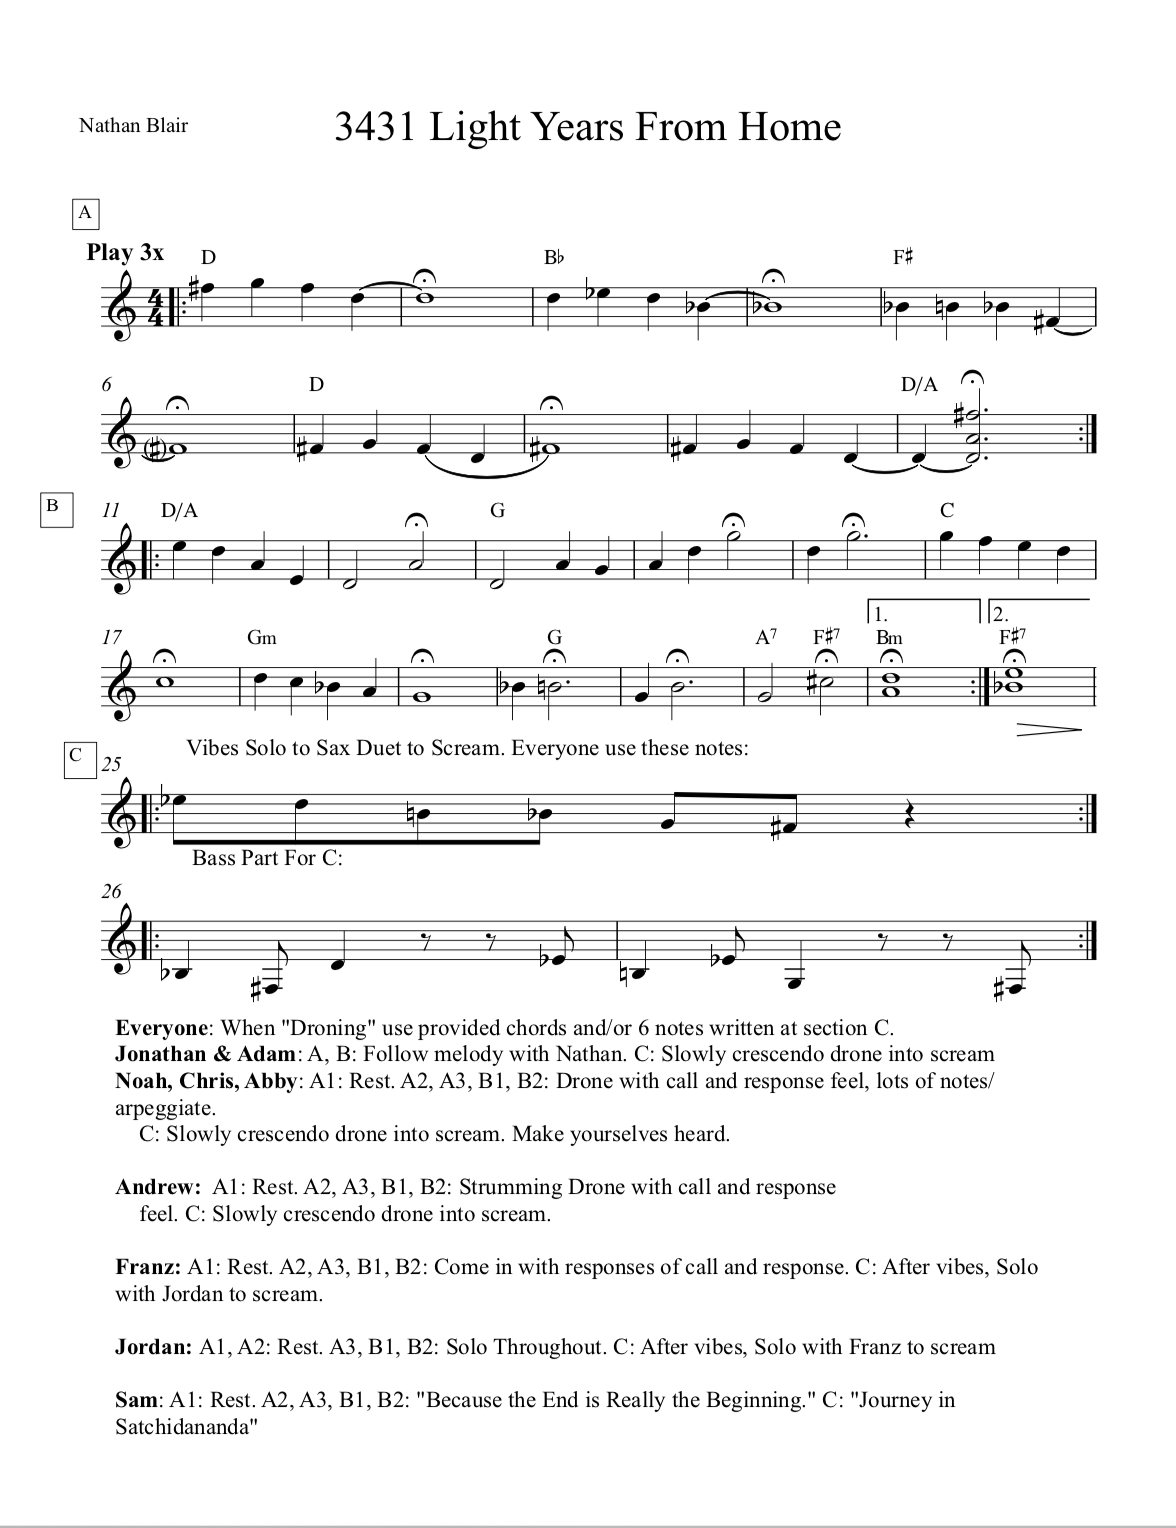 Nathan Blair
3431 Light Years From Home
A
Play 3x
D B♭ F♯
6 D D/A
B
11 D/A G C
17 Gm G A7 F♯7 1. Bm 2. F♯7
Vibes Solo to Sax Duet to Scream. Everyone use these notes:
C
25
Bass Part For C:
26
Everyone: When "Droning" use provided chords and/or 6 notes written at section C.
Jonathan & Adam: A, B: Follow melody with Nathan. C: Slowly crescendo drone into scream
Noah, Chris, Abby: A1: Rest. A2, A3, B1, B2: Drone with call and response feel, lots of notes/
arpeggiate.
C: Slowly crescendo drone into scream. Make yourselves heard.
Andrew: A1: Rest. A2, A3, B1, B2: Strumming Drone with call and response
feel. C: Slowly crescendo drone into scream.
Franz: A1: Rest. A2, A3, B1, B2: Come in with responses of call and response. C: After vibes, Solo
with Jordan to scream.
Jordan: A1, A2: Rest. A3, B1, B2: Solo Throughout. C: After vibes, Solo with Franz to scream
Sam: A1: Rest. A2, A3, B1, B2: "Because the End is Really the Beginning." C: "Journey in
Satchidananda"